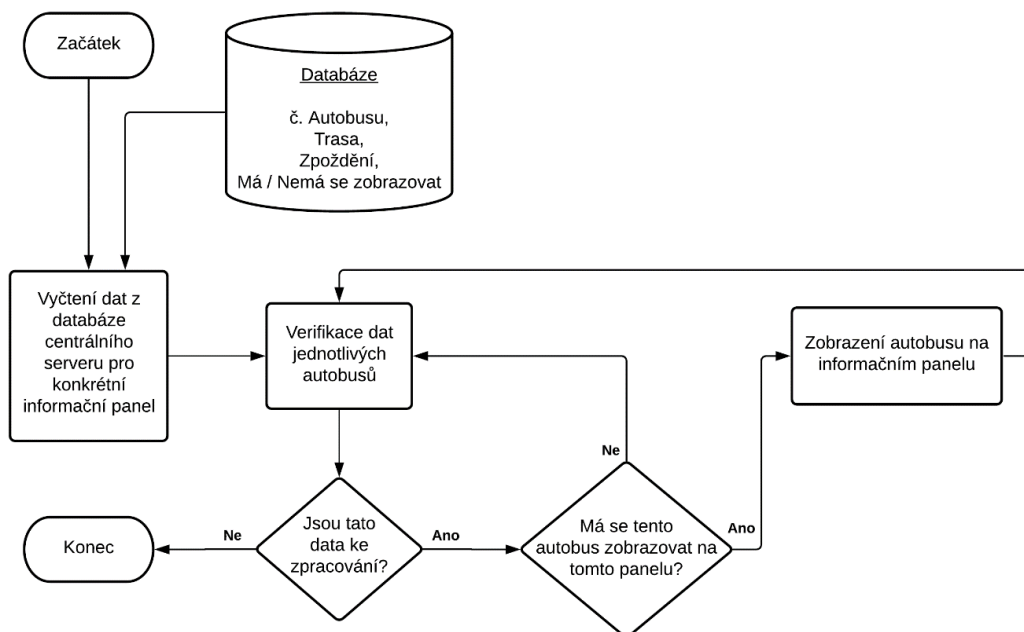 Začátek
Databáze
č. Autobusu,
Trasa,
Zpoždění,
Má / Nemá se zobrazovat
Vyčtení dat z
databáze
centrálního
serveru pro
konkrétní
informační panel
Verifikace dat
jednotlivých
autobusů
Zobrazení autobusu na
informačním panelu
Ne
Konec
Ne
Jsou tato
data ke
zpracování?
Ano
Má se tento
autobus zobrazovat na
tomto panelu?
Ano